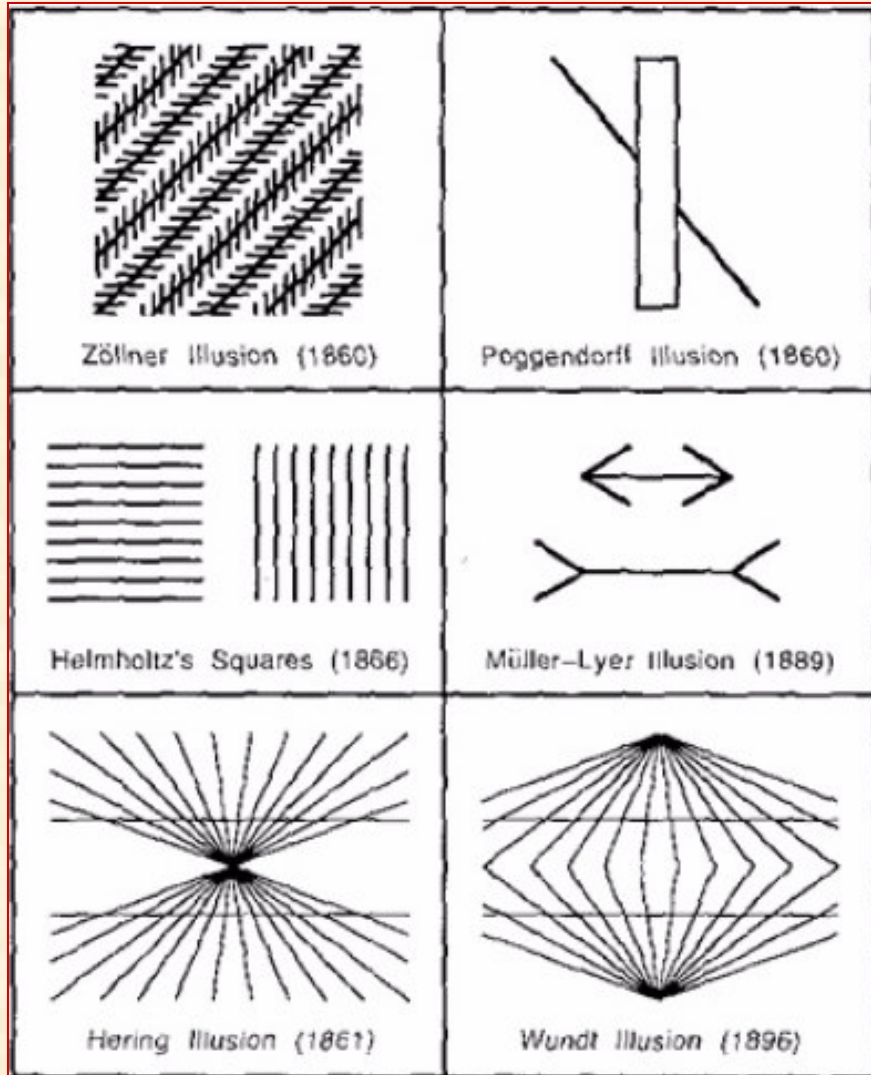 Zöllner Illusion (1860)
Poggendorff Illusion (1860)
Helmholtz's Squares (1866)
Müller-Lyer Illusion (1889)
Hering Illusion (1861)
Wundt Illusion (1896)